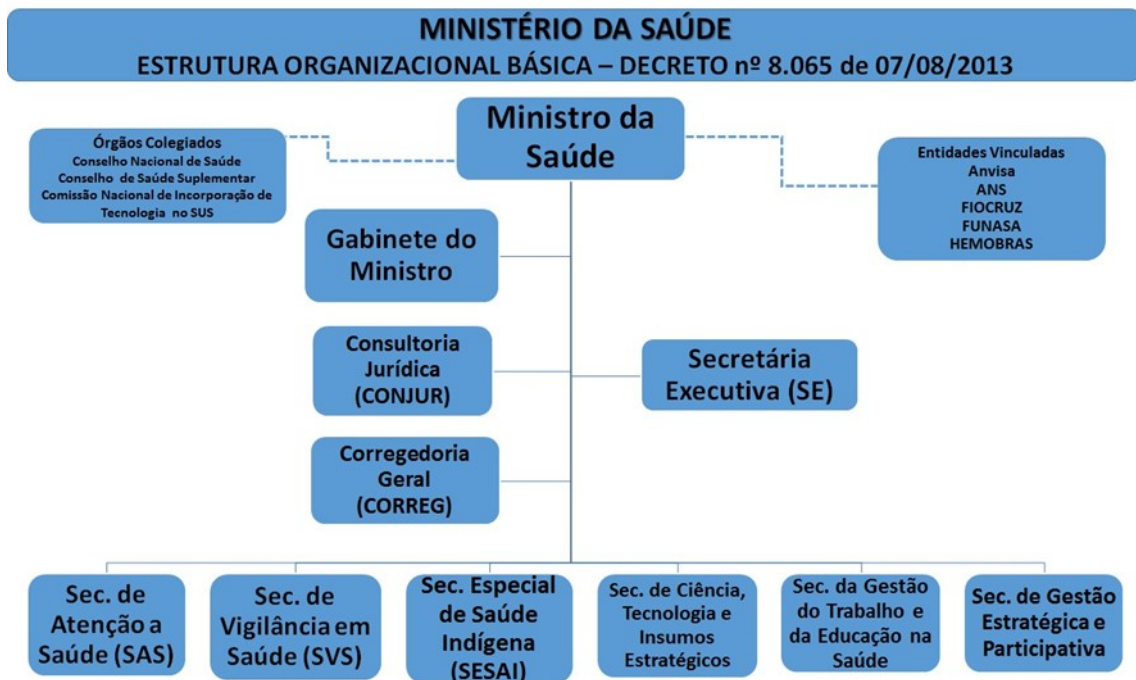 MINISTÉRIO DA SAÚDE
ESTRUTURA ORGANIZACIONAL BÁSICA – DECRETO nº 8.065 de 07/08/2013
Ministro da
Saúde
Órgãos Colegiados
Conselho Nacional de Saúde
Conselho de Saúde Suplementar
Comissão Nacional de Incorporação de
Tecnologia no SUS
Entidades Vinculadas
Anvisa
ANS
FIOCRUZ
FUNASA
HEMOBRAS
Gabinete do
Ministro
Consultoria
Jurídica
(CONJUR)
Secretária
Executiva (SE)
Corregedoria
Geral
(CORREG)
Sec. de
Atenção a
Saúde (SAS)
Sec. de
Vigilância em
Saúde (SVS)
Sec. Especial
de Saúde
Indígena
(SESAI)
Sec. de Ciência,
Tecnologia e
Insumos
Estratégicos
Sec. da Gestão
do Trabalho e
da Educação na
Saúde
Sec. de Gestão
Estratégica e
Participativa